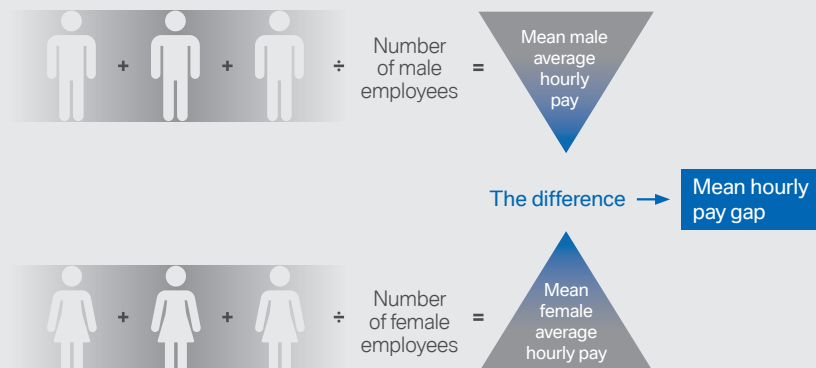 +
+
÷
Number
of male
employees
=
Mean male
average
hourly
pay
The difference →
Mean hourly
pay gap
+
+
÷
Number
of female
employees
=
Mean
female
average
hourly pay